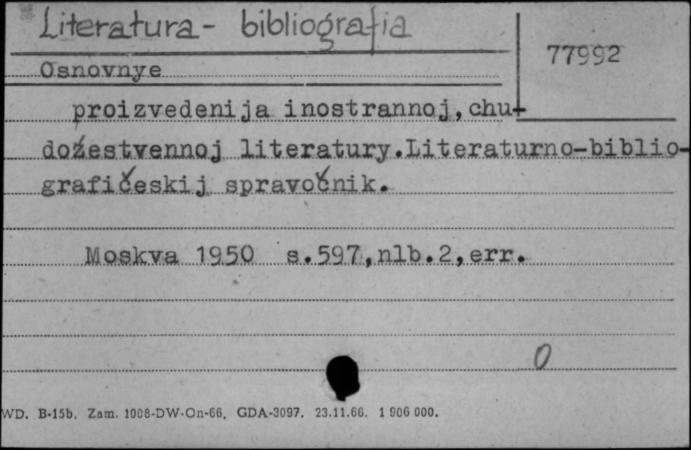 Literatura - bibliografia
77992
Osnovnye
proizvedenija inostrannoj, chu-
dožestvennoj literatury. Literaturno-biblio-
grafičeskij spravočnik.
Moskva 1950 s.597,nlb.2,err.
0
WD. B-15b. Zam. 1008-DW-On-66. GDA-3097. 23.11.66. 1 906 000.